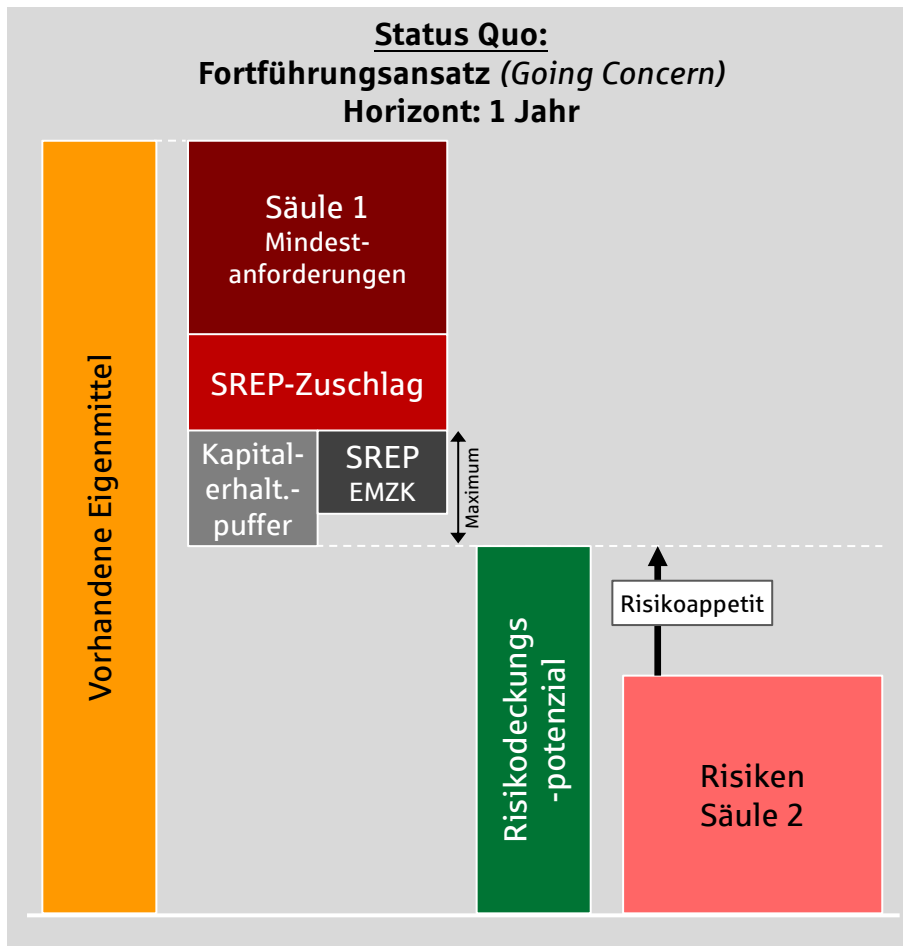 Status Quo:
Fortführungsansatz (Going Concern)
Horizont: 1 Jahr
Vorhandene Eigenmittel
Säule 1
Mindest-
anforderungen
SREP-Zuschlag
Kapital-
erhalt.-
puffer
SREP
EMZK
Maximum
Risikodeckungs
-potenzial
Risikoappetit
Risiken
Säule 2